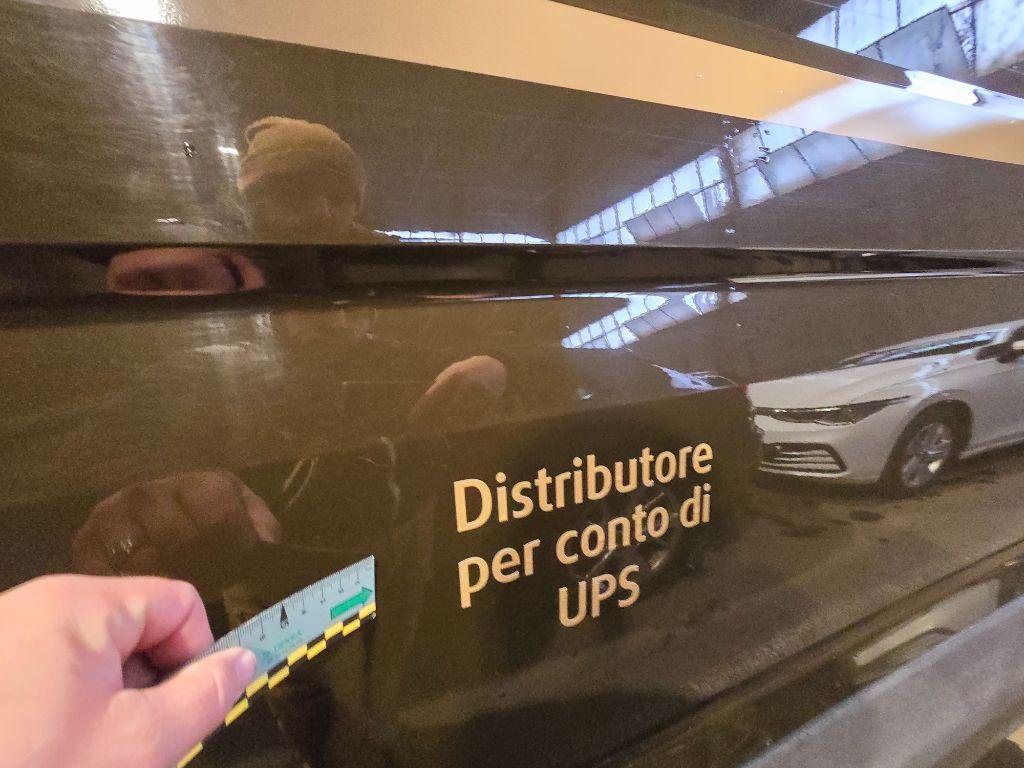 Distributore
per conto di
UPS